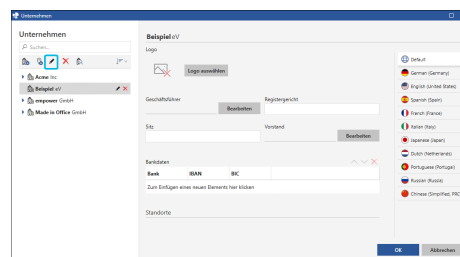 Unternehmen
Unternehmen
Suchen...
Acme Inc
Beispiel eV
empower GmbH
Made in Office GmbH
Beispiel eV
Logo
Logo auswählen
Geschäftsführer
Bearbeiten
Registergericht
Sitz
Vorstand
Bearbeiten
Bankdaten
Bank IBAN BIC
Zum Einfügen eines neuen Elements hier klicken
Standorte
Default
German (Germany)
English (United States)
Spanish (Spain)
French (France)
Italian (Italy)
Japanese (Japan)
Dutch (Netherlands)
Portuguese (Portugal)
Russian (Russia)
Chinese (Simplified, PRC
OK
Abbrechen